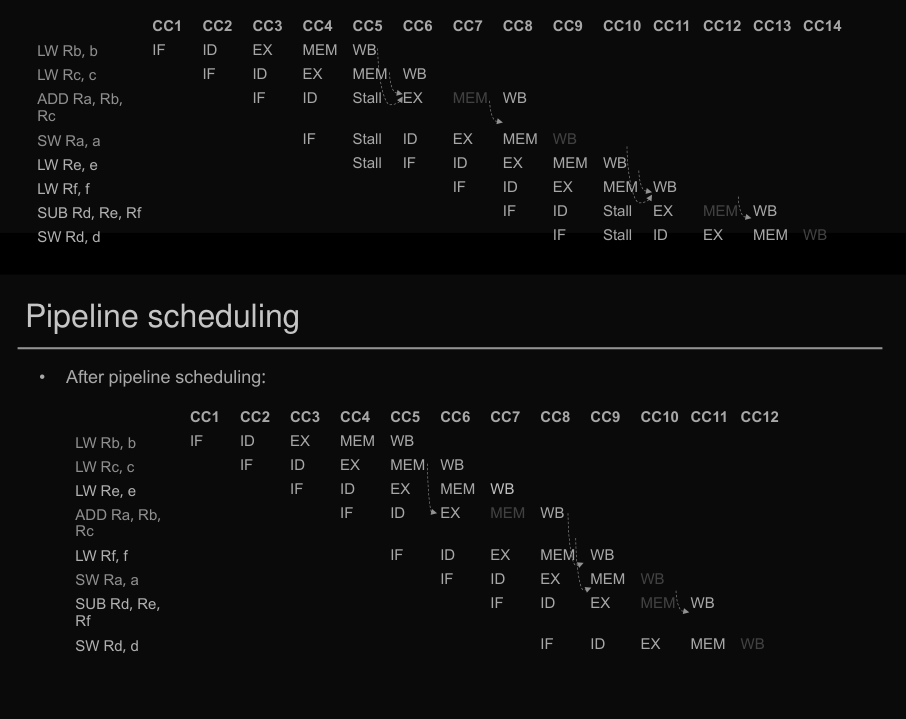 CC1 CC2 CC3 CC4 CC5 CC6 CC7 CC8 CC9 CC10 CC11 CC12 CC13 CC14
LW Rb, b IF ID EX MEM WB
LW Rc, c IF ID EX MEM WB
ADD Ra, Rb, IF ID Stall EX MEM WB
Rc
SW Ra, a IF Stall ID EX MEM WB
LW Re, e Stall IF ID EX MEM WB
LW Rf, f IF ID EX MEM WB
SUB Rd, Re, Rf IF ID Stall EX MEM WB
SW Rd, d IF Stall ID EX MEM WB
Pipeline scheduling
• After pipeline scheduling:
CC1 CC2 CC3 CC4 CC5 CC6 CC7 CC8 CC9 CC10 CC11 CC12
LW Rb, b IF ID EX MEM WB
LW Rc, c IF ID EX MEM WB
LW Re, e IF ID EX MEM WB
ADD Ra, Rb, IF ID EX MEM WB
Rc
LW Rf, f IF ID EX MEM WB
SW Ra, a IF ID EX MEM WB
SUB Rd, Re, IF ID EX MEM WB
Rf
SW Rd, d IF ID EX MEM WB